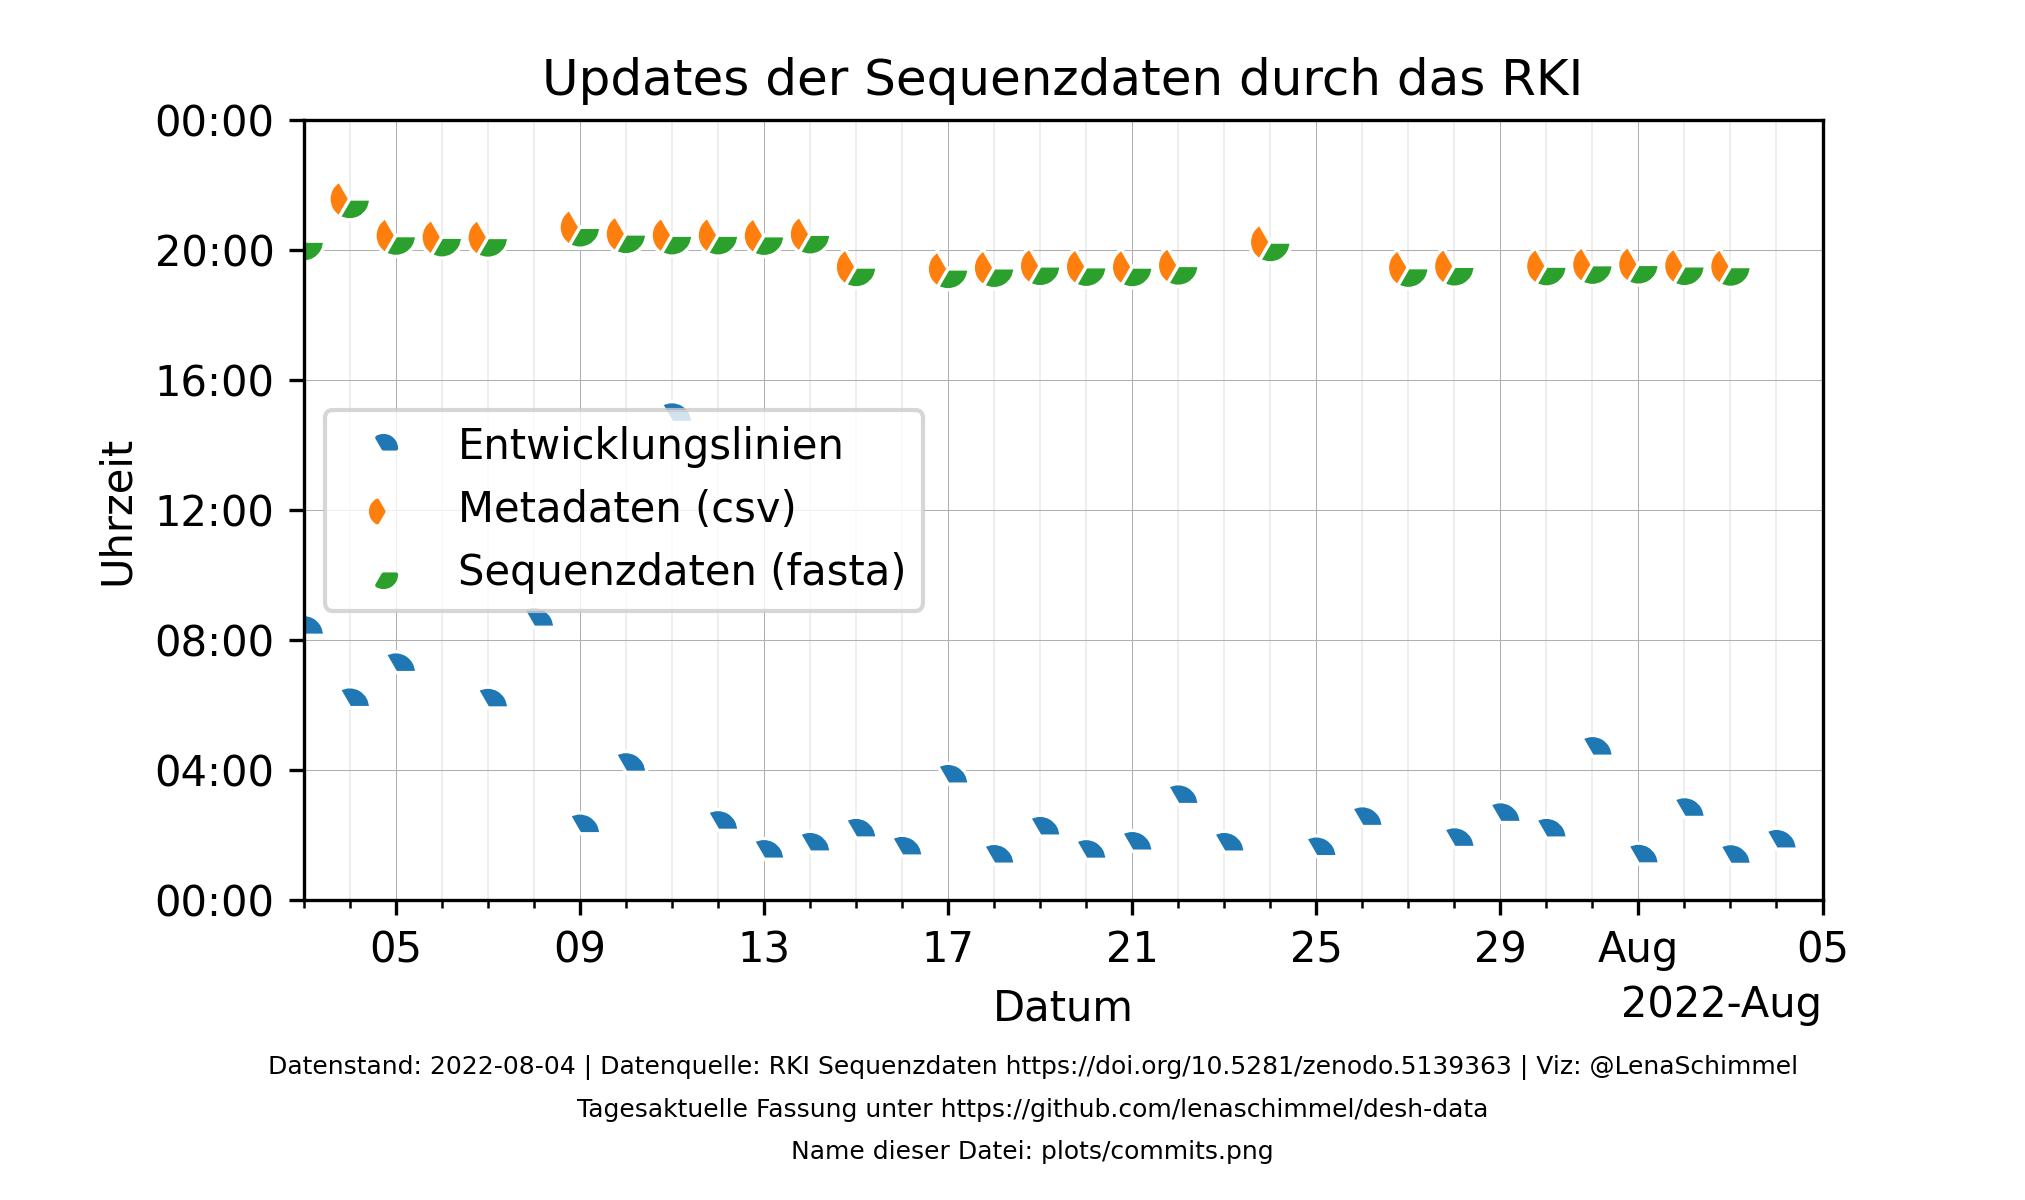 Updates der Sequenzdaten durch das RKI
00:00
20:00
16:00
12:00
08:00
04:00
00:00
Uhrzeit
Entwicklungslinien
Metadaten (csv)
Sequenzdaten (fasta)
05 09 13 17 21 25 29 Aug 05
2022-Aug
Datum
Datenstand: 2022-08-04 | Datenquelle: RKI Sequenzdaten https://doi.org/10.5281/zenodo.5139363 | Viz: @LenaSchimmel
Tagesaktuelle Fassung unter https://github.com/lenaschimmel/desh-data
Name dieser Datei: plots/commits.png